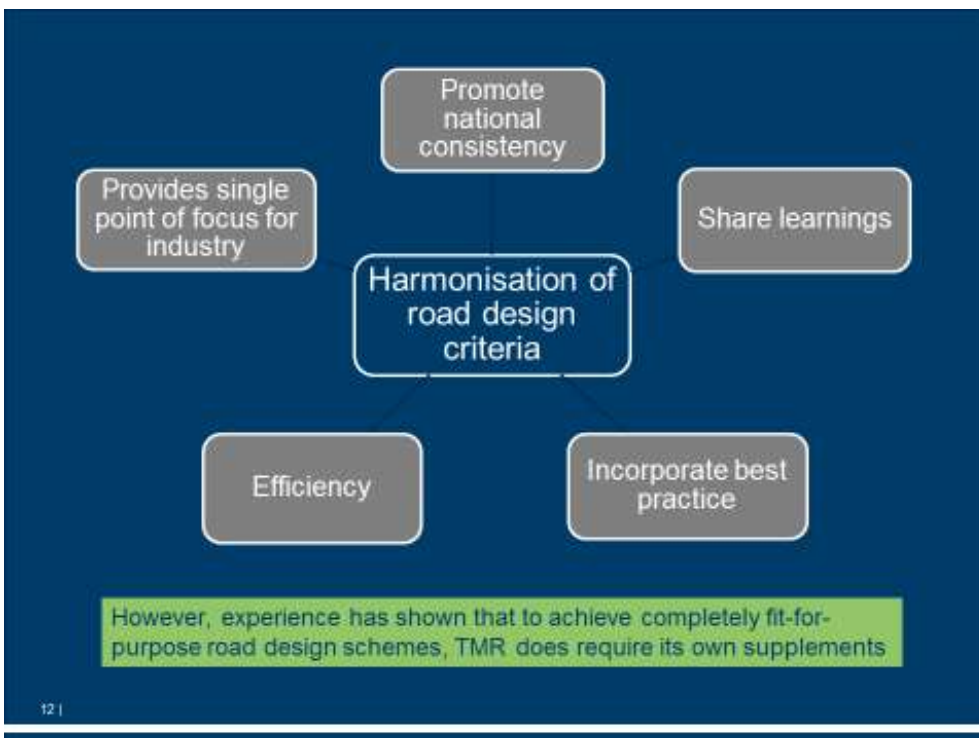 Promote
national
consistency
Provides single
point of focus for
industry
Share learnings
Harmonisation of
road design
criteria
Efficiency
Incorporate best
practice
However, experience has shown that to achieve completely fit-for-
purpose road design schemes, TMR does require its own supplements
12 |